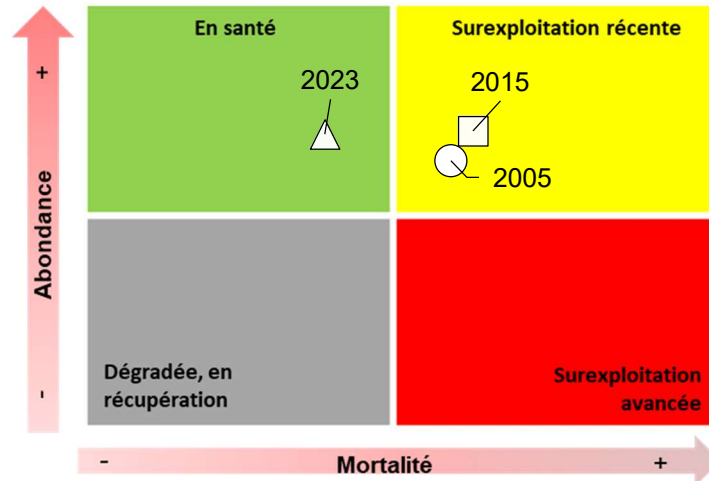 En santé
Surexploitation récente
+
2023
2015
2005
Abondance
-
Dégradée, en
récupération
Surexploitation
avancée
-
Mortalité
+